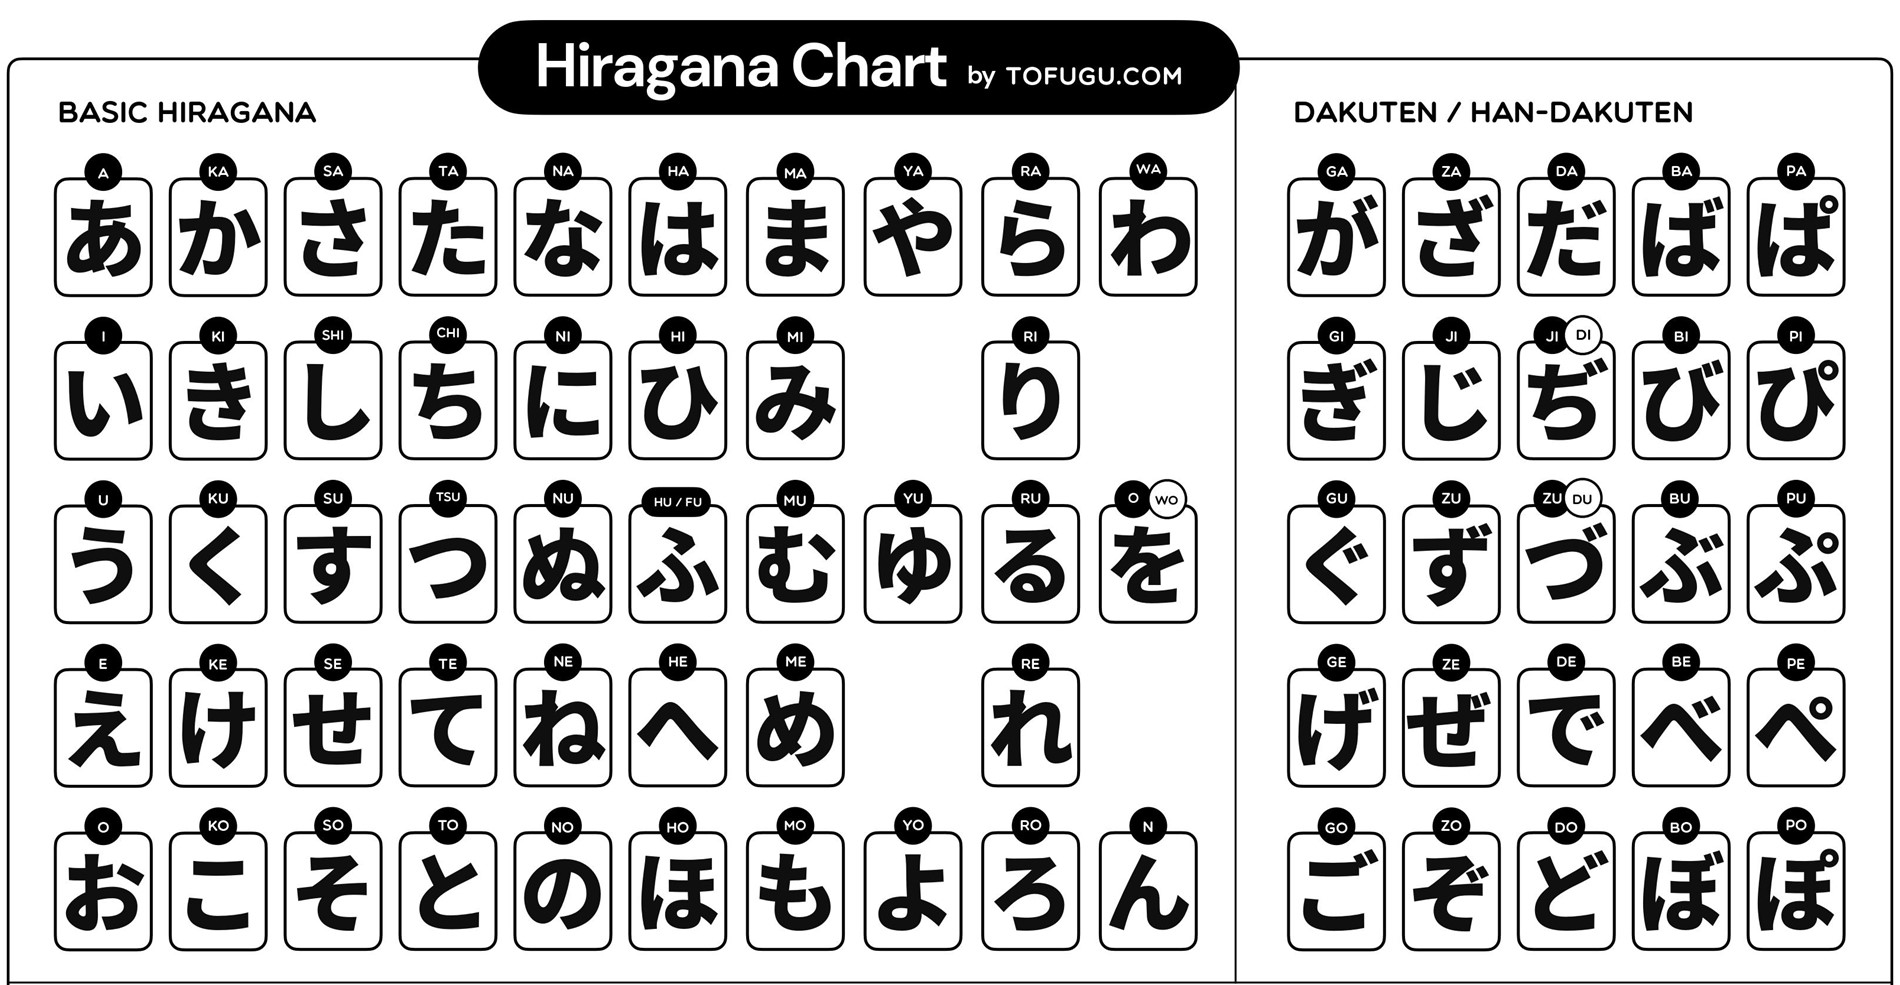 Hiragana Chart by TOFUGU.COM
BASIC HIRAGANA
A KA SA TA NA HA MA YA RA WA
あ か さ た な は ま や ら わ
I KI SHI CHI NI HI MI RI
い き し ち に ひ み り
U KU SU TSU NU HU / FU MU YU RU O WO
う く す つ ぬ ふ む ゆ る を
E KE SE TE NE HE ME RE
え け せ て ね へ め れ
O KO SO TO NO HO MO YO RO N
お こ そ と の ほ も よ ろ ん
DAKUTEN / HAN-DAKUTEN
GA ZA DA BA PA
が ざ だ ば ぱ
GI JI JI DI BI PI
ぎ じ ぢ び ぴ
GU ZU ZU DU BU PU
ぐ ず づ ぶ ぷ
GE ZE DE BE PE
げ ぜ で べ ぺ
GO ZO DO BO PO
ご ぞ ど ぼ ぽ